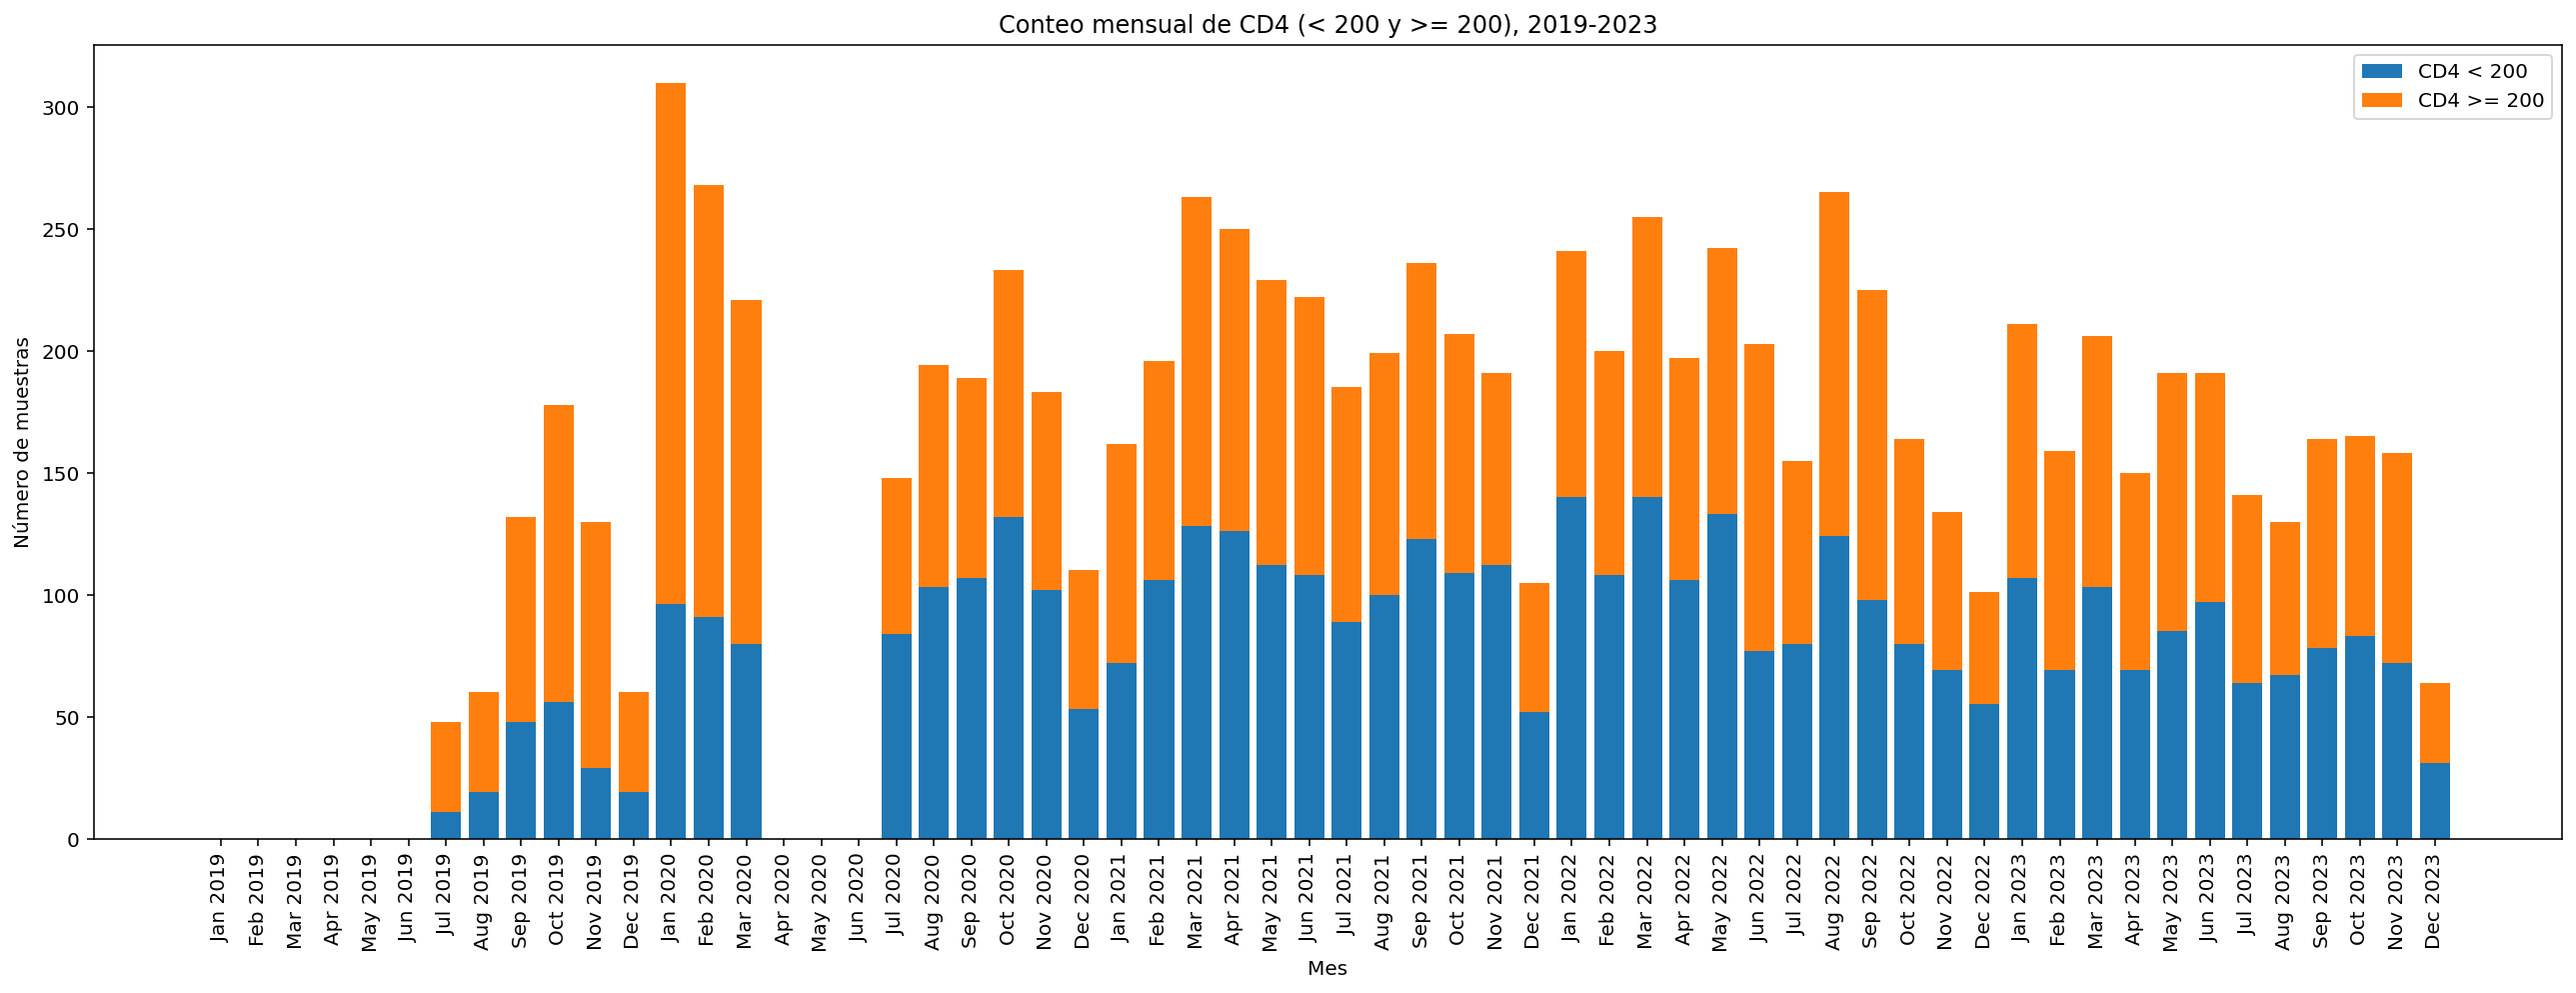 Conteo mensual de CD4 (< 200 y >= 200), 2019-2023
CD4 < 200
CD4 >= 200
Número de muestras
300
250
200
150
100
50
0
Jan 2019
Feb 2019
Mar 2019
Apr 2019
May 2019
Jun 2019
Jul 2019
Aug 2019
Sep 2019
Oct 2019
Nov 2019
Dec 2019
Jan 2020
Feb 2020
Mar 2020
Apr 2020
May 2020
Jun 2020
Jul 2020
Aug 2020
Sep 2020
Oct 2020
Nov 2020
Dec 2020
Jan 2021
Feb 2021
Mar 2021
Apr 2021
May 2021
Jun 2021
Jul 2021
Aug 2021
Sep 2021
Oct 2021
Nov 2021
Dec 2021
Jan 2022
Feb 2022
Mar 2022
Apr 2022
May 2022
Jun 2022
Jul 2022
Aug 2022
Sep 2022
Oct 2022
Nov 2022
Dec 2022
Jan 2023
Feb 2023
Mar 2023
Apr 2023
May 2023
Jun 2023
Jul 2023
Aug 2023
Sep 2023
Oct 2023
Nov 2023
Dec 2023
Mes